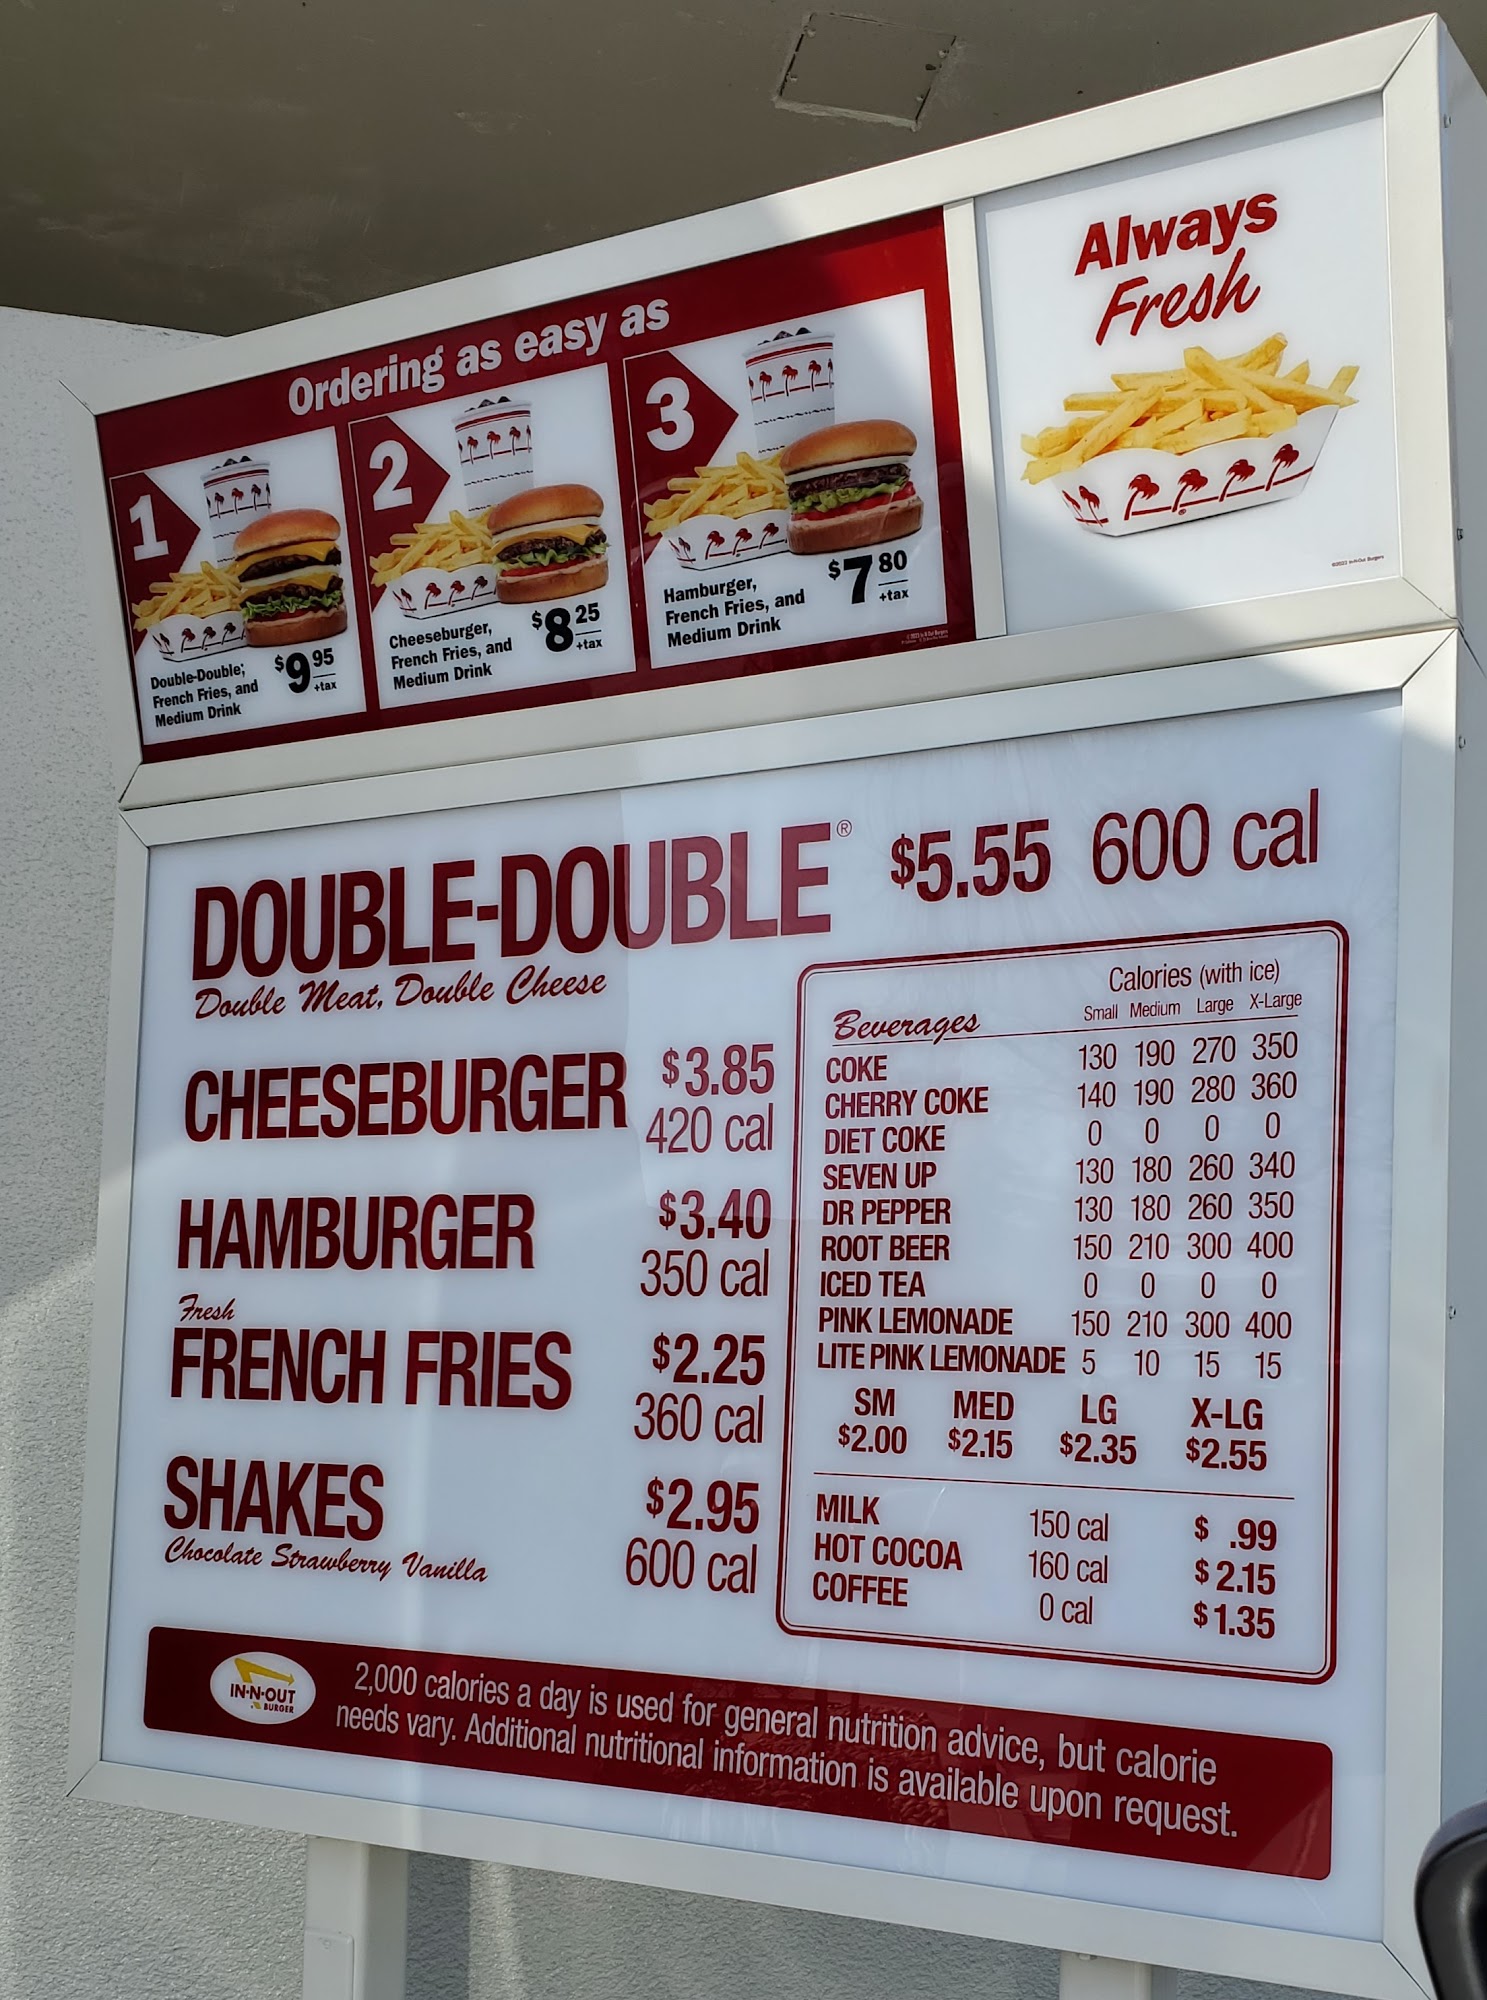 Always
Fresh
Ordering as easy as
1
Double-Double,
French Fries, and
Medium Drink
$9 95
+tax
2
Cheeseburger,
French Fries, and
Medium Drink
$8 25
+tax
3
Hamburger,
French Fries, and
Medium Drink
$7 80
+tax
DOUBLE-DOUBLE® $5.55 600 cal
Double Meat, Double Cheese
CHEESEBURGER $3.85
420 cal
HAMBURGER $3.40
350 cal
Fresh
FRENCH FRIES $2.25
360 cal
SHAKES $2.95
Chocolate Strawberry Vanilla 600 cal
Calories (with ice)
Beverages Small Medium Large X-Large
COKE 130 190 270 350
CHERRY COKE 140 190 280 360
DIET COKE 0 0 0 0
SEVEN UP 130 180 260 340
DR PEPPER 130 180 260 350
ROOT BEER 150 210 300 400
ICED TEA 0 0 0 0
PINK LEMONADE 150 210 300 400
LITE PINK LEMONADE 5 10 15 15
SM MED LG X-LG
$2.00 $2.15 $2.35 $2.55
MILK 150 cal $ .99
HOT COCOA 160 cal $2.15
COFFEE 0 cal $1.35
IN-N-OUT
BURGER
2,000 calories a day is used for general nutrition advice, but calorie
needs vary. Additional nutritional information is available upon request.